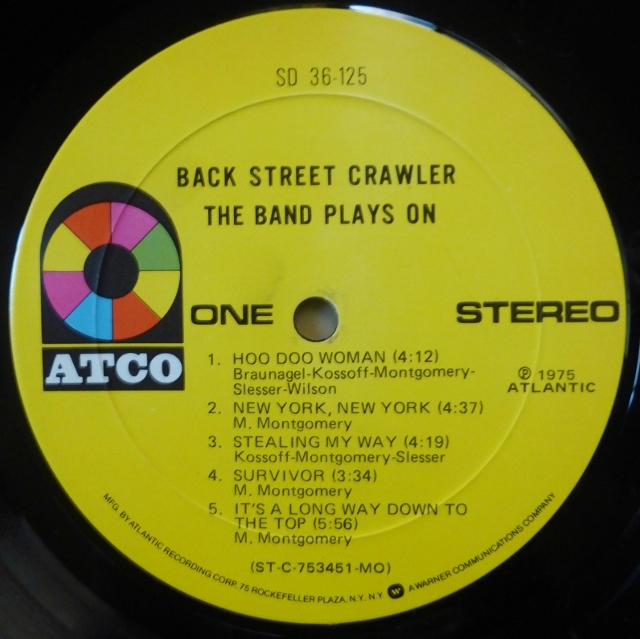 SD 36-125
BACK STREET CRAWLER
THE BAND PLAYS ON
ATCO
ONE
STEREO
1. HOO DOO WOMAN (4:12)
Braunagel-Kossoff-Montgomery-
Slesser-Wilson
2. NEW YORK, NEW YORK (4:37)
M. Montgomery
3. STEALING MY WAY (4:19)
Kossoff-Montgomery-Slesser
4. SURVIVOR (3:34)
M. Montgomery
5. IT'S A LONG WAY DOWN TO
THE TOP (5:56)
M. Montgomery
℗ 1975
ATLANTIC
(ST-C-753451-MO)
MFG. BY ATLANTIC RECORDING CORP. 75 ROCKEFELLER PLAZA, N.Y. N.Y. W A WARNER COMMUNICATIONS COMPANY